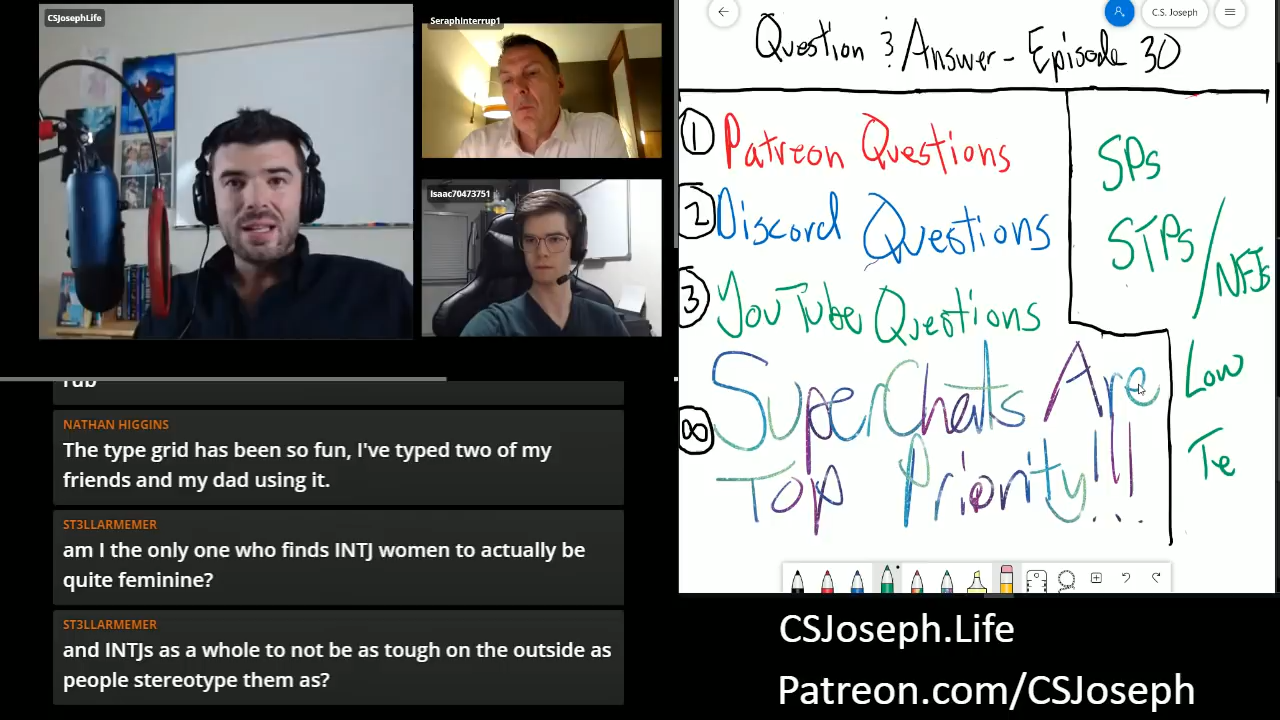 CSJosephLife
SeraphInterrup1
Isaac70473751
C.S. Joseph
Question & Answer - Episode 30
1 Patreon Questions
2 Discord Questions
3 YouTube Questions
∞ SuperChats Are
Top Priority!!!...
SPs
STPs/
NFJs
Low
Te
rub
NATHAN HIGGINS
The type grid has been so fun, I've typed two of my
friends and my dad using it.
ST3LLARMEMER
am I the only one who finds INTJ women to actually be
quite feminine?
ST3LLARMEMER
and INTJs as a whole to not be as tough on the outside as
people stereotype them as?
CSJoseph.Life
Patreon.com/CSJoseph